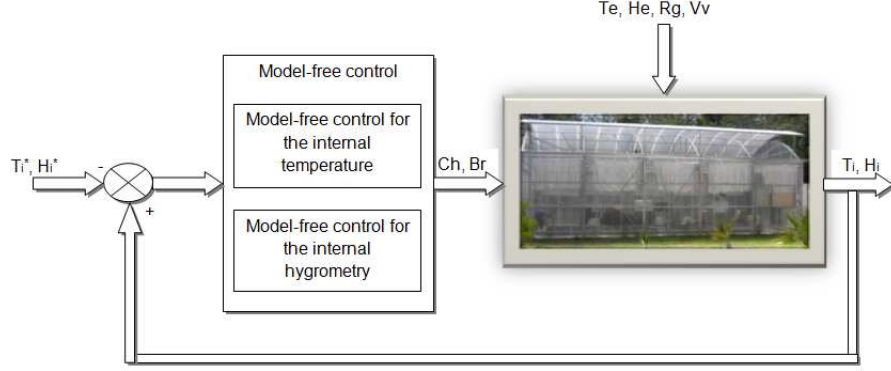 Te, He, Rg, Vv
Model-free control
Model-free control for
the internal
temperature
Ti*, Hi*
-
+
Ch, Br
Ti, Hi
Model-free control for
the internal
hygrometry